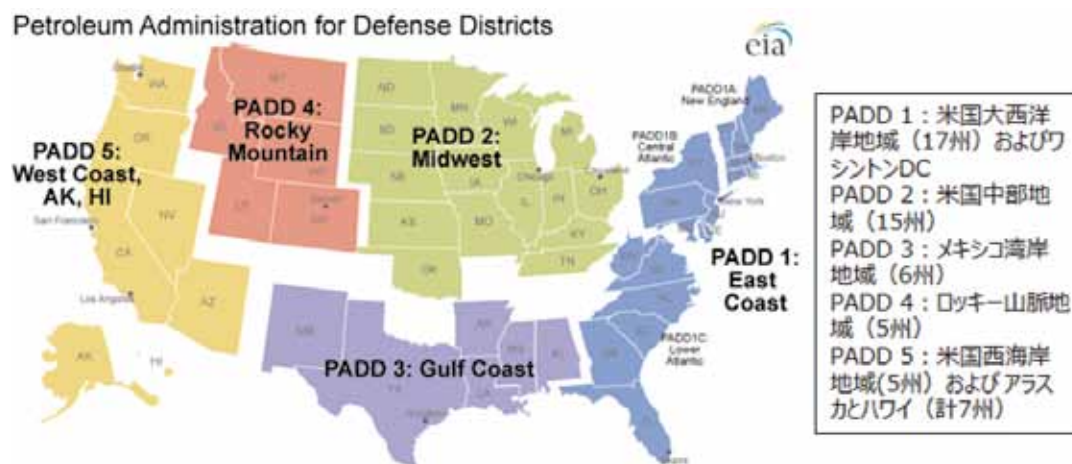 Petroleum Administration for Defense Districts
eia
PADD 4:
Rocky
Mountain
PADD 2:
Midwest
PADD 5:
West Coast,
AK, HI
PADD 1:
East
Coast
PADD 3: Gulf Coast
PADD1A:
New England
PADD1B:
Central
Atlantic
PADD1C:
Lower
Atlantic
WA
OR
NV
CA
AZ
AK
HI
MT
UT
ND
MN
WI
MI
IA
IL
IN
OH
KS
MO
KY
TN
OK
San Francisco
Los Angeles
Chicago
New York
PADD 1：米国大西洋
岸地域（17州）およびワ
シントンDC
PADD 2：米国中部地
域（15州）
PADD 3：メキシコ湾岸
地域（6州）
PADD 4：ロッキー山脈地
域（5州）
PADD 5：米国西海岸
地域(5州）およびアラス
カとハワイ（計7州）